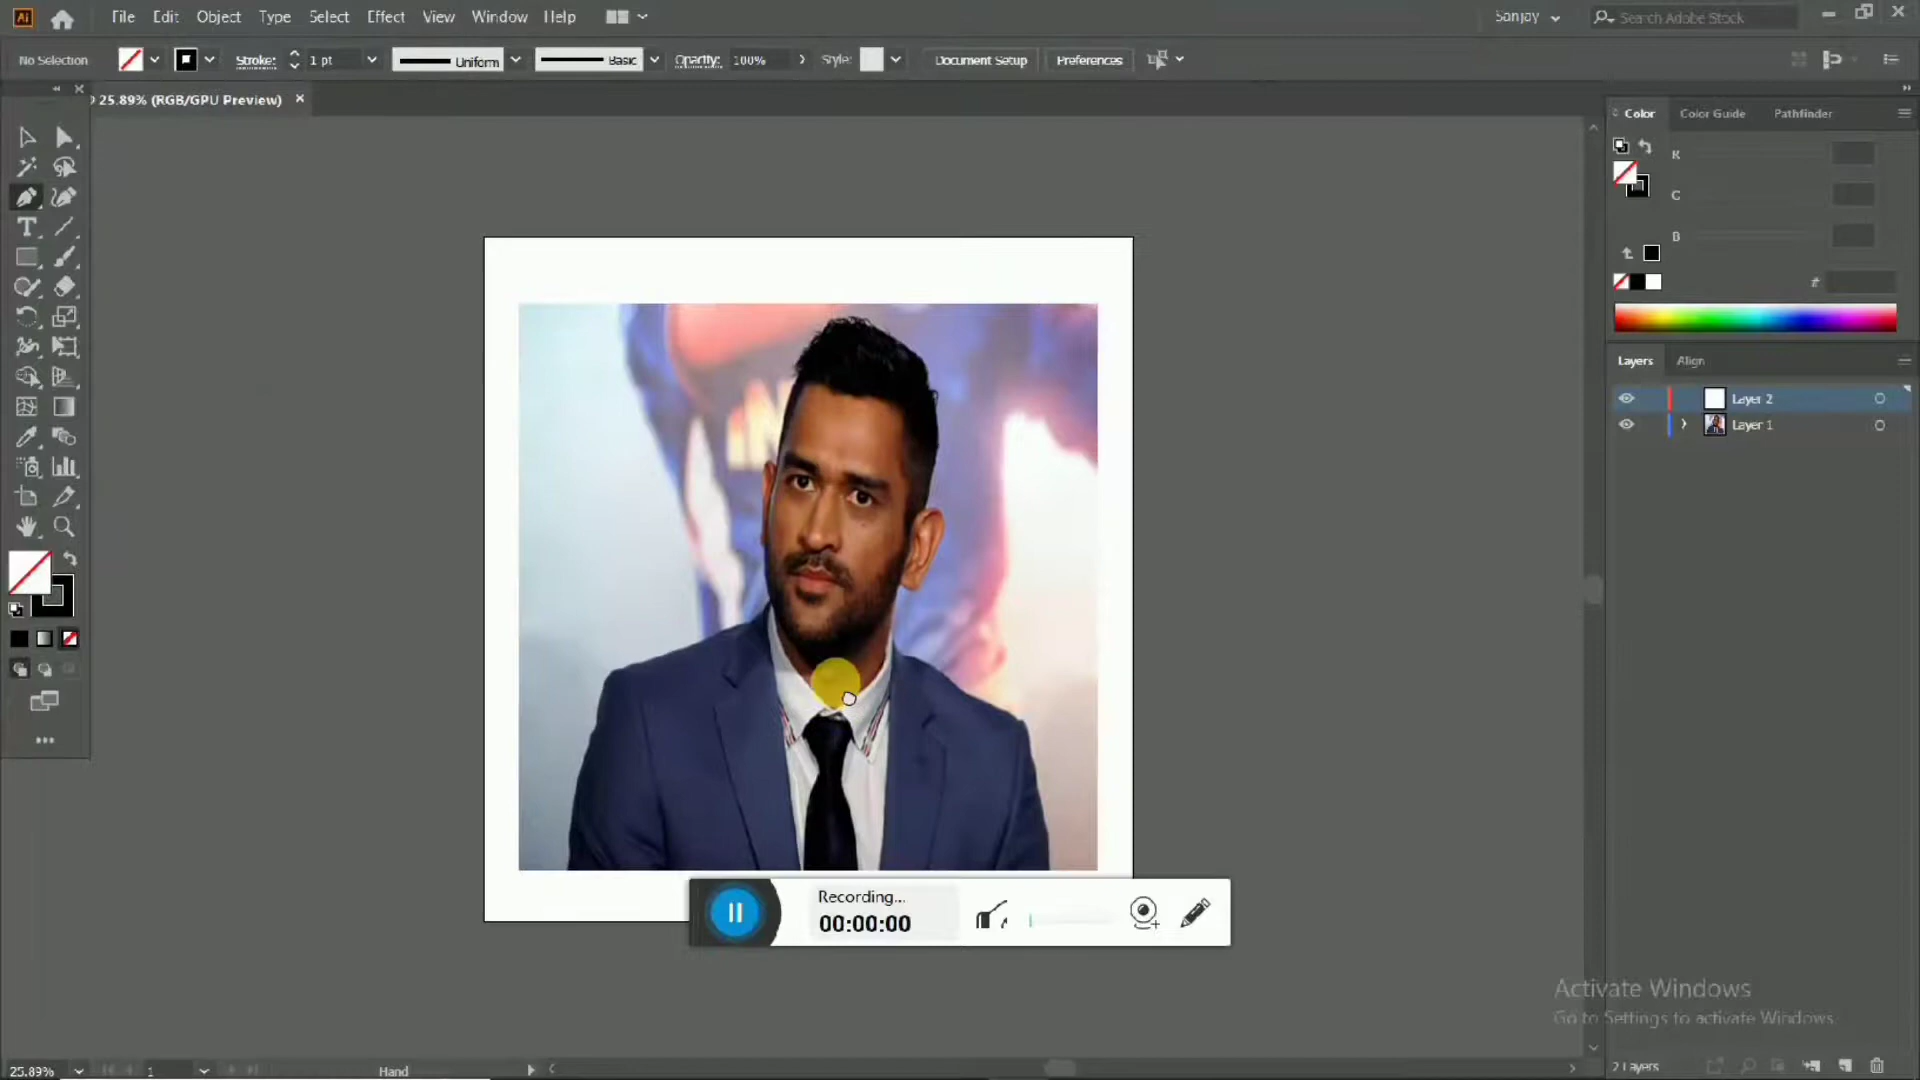 Ai File Edit Object Type Select Effect View Window Help Sanjay Search Adobe Stock
No Selection Stroke: 1 pt Uniform Basic Opacity: 100% Style: Document Setup Preferences
25.89% (RGB/GPU Preview)
Color Color Guide Pathfinder
R
G
B
#
Layers Align
Layer 2
Layer 1
Recording...
00:00:00
Activate Windows
Go to Settings to activate Windows
25.89% 1 Hand 2 Layers